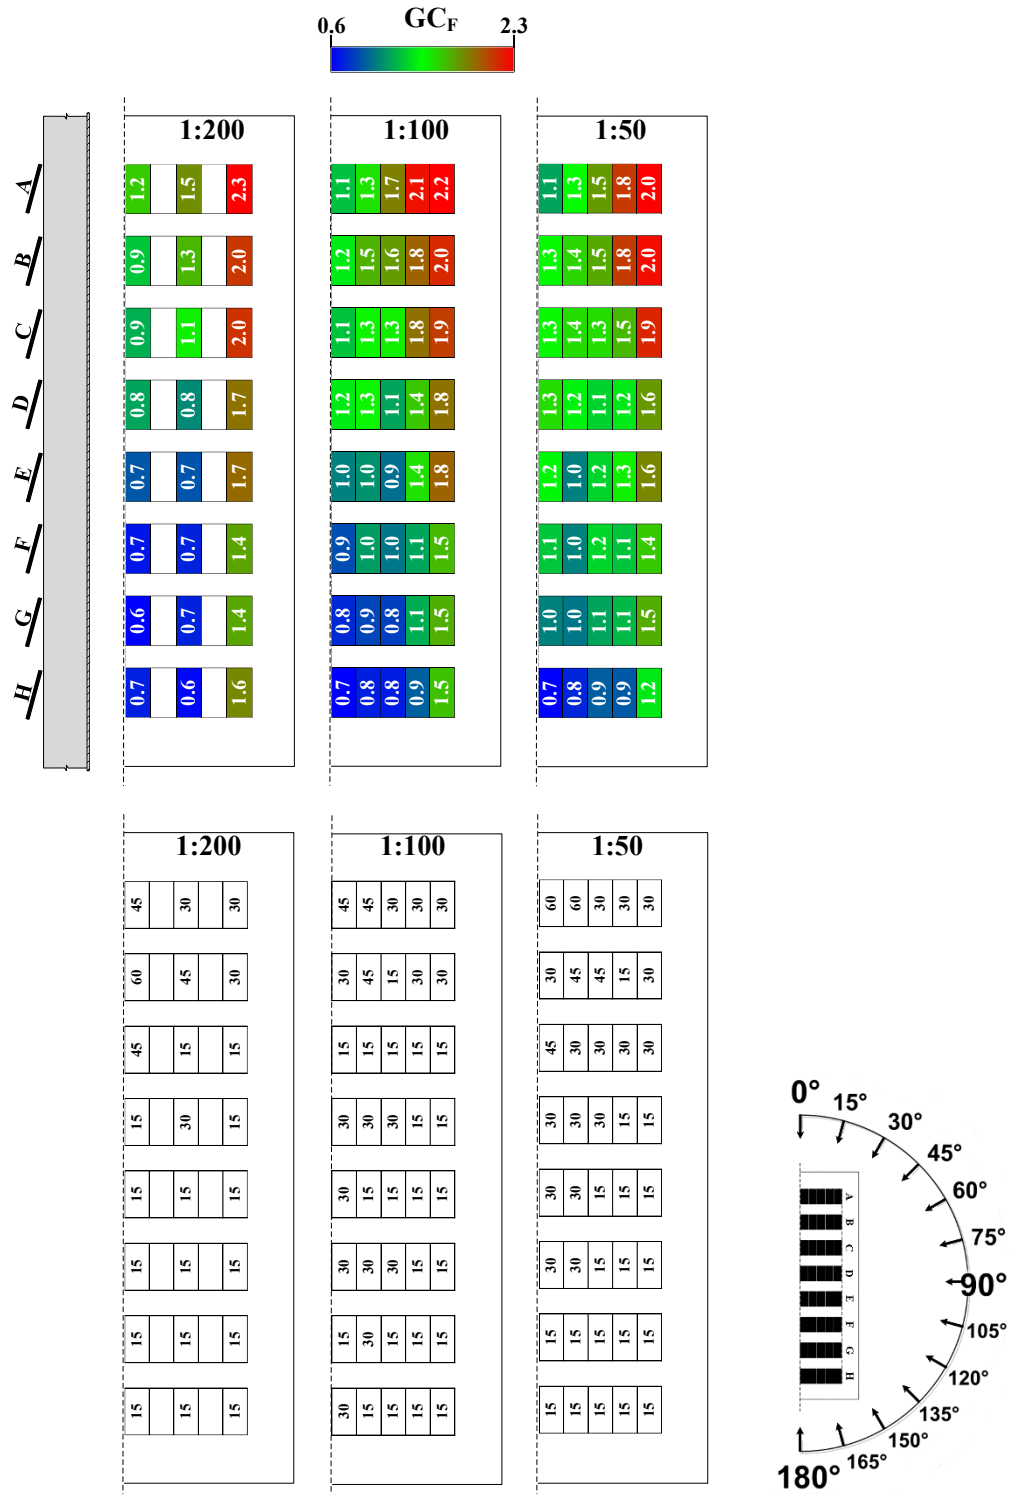 GC_F
0.6 2.3
1:200 1:100 1:50
A 1.2 1.5 2.3 1.1 1.3 1.7 2.1 2.2 1.1 1.3 1.5 1.8 2.0
B 0.9 1.3 2.0 1.2 1.5 1.6 1.8 2.0 1.3 1.4 1.5 1.8 2.0
C 0.9 1.1 2.0 1.1 1.3 1.3 1.8 1.9 1.3 1.4 1.3 1.5 1.9
D 0.8 0.8 1.7 1.2 1.3 1.1 1.4 1.8 1.3 1.2 1.1 1.2 1.6
E 0.7 0.7 1.7 1.0 1.0 0.9 1.4 1.8 1.2 1.0 1.2 1.3 1.6
F 0.7 0.7 1.4 0.9 1.0 1.0 1.1 1.5 1.1 1.0 1.2 1.1 1.4
G 0.6 0.7 1.4 0.8 0.9 0.8 1.1 1.5 1.0 1.0 1.1 1.1 1.5
H 0.7 0.6 1.6 0.7 0.8 0.8 0.9 1.5 0.7 0.8 0.9 0.9 1.2
1:200 1:100 1:50
45 30 30 45 45 30 30 30 60 60 30 30 30
60 45 30 30 45 15 30 30 30 45 45 15 30
45 15 15 15 15 15 15 15 45 30 30 30 30
15 30 15 30 30 30 15 15 30 30 30 15 15
15 15 15 30 15 15 15 15 30 30 15 15 15
15 15 15 30 30 30 15 15 30 30 15 15 15
15 15 15 15 30 15 15 15 15 15 15 15 15
15 15 15 30 15 15 15 15 15 15 15 15 15
0°
15°
30°
45°
60°
75°
90°
105°
120°
135°
150°
165°
180°
A
B
C
D
E
F
G
H